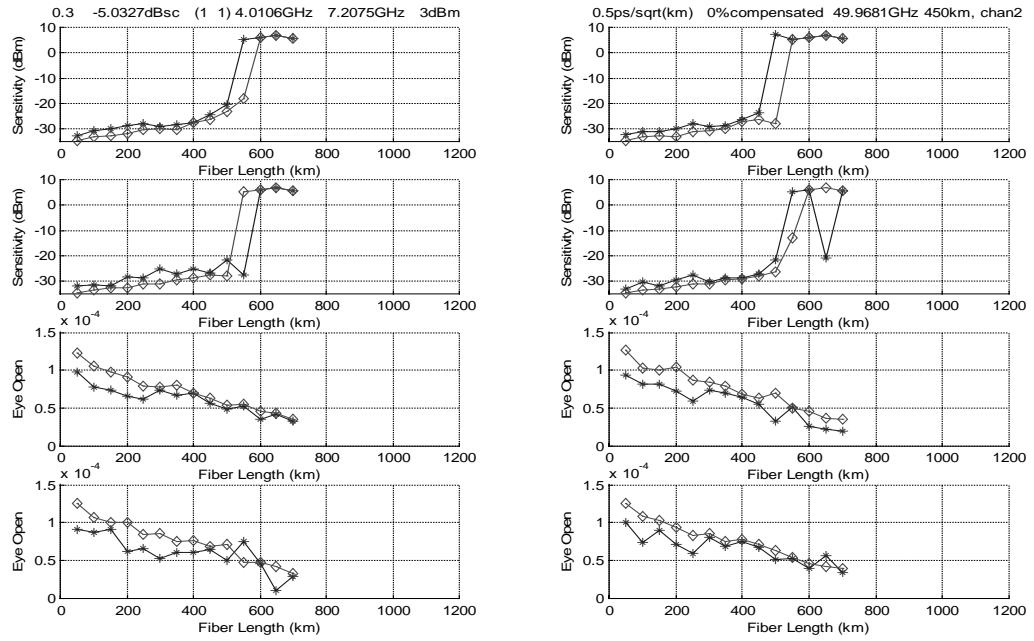 0.3 -5.0327dBsc (1 1) 4.0106GHz 7.2075GHz 3dBm
0.5ps/sqrt(km) 0%compensated 49.9681GHz 450km, chan2
10
0
-10
-20
-30
Sensitivity (dBm)
0 200 400 600 800 1000 1200
Fiber Length (km)
10
0
-10
-20
-30
Sensitivity (dBm)
0 200 400 600 800 1000 1200
Fiber Length (km)
10
0
-10
-20
-30
Sensitivity (dBm)
0 200 400 600 800 1000 1200
Fiber Length (km)
10
0
-10
-20
-30
Sensitivity (dBm)
0 200 400 600 800 1000 1200
Fiber Length (km)
x 10-4
1.5
1
0.5
0
Eye Open
0 200 400 600 800 1000 1200
Fiber Length (km)
x 10-4
1.5
1
0.5
0
Eye Open
0 200 400 600 800 1000 1200
Fiber Length (km)
x 10-4
1.5
1
0.5
0
Eye Open
0 200 400 600 800 1000 1200
Fiber Length (km)
x 10-4
1.5
1
0.5
0
Eye Open
0 200 400 600 800 1000 1200
Fiber Length (km)